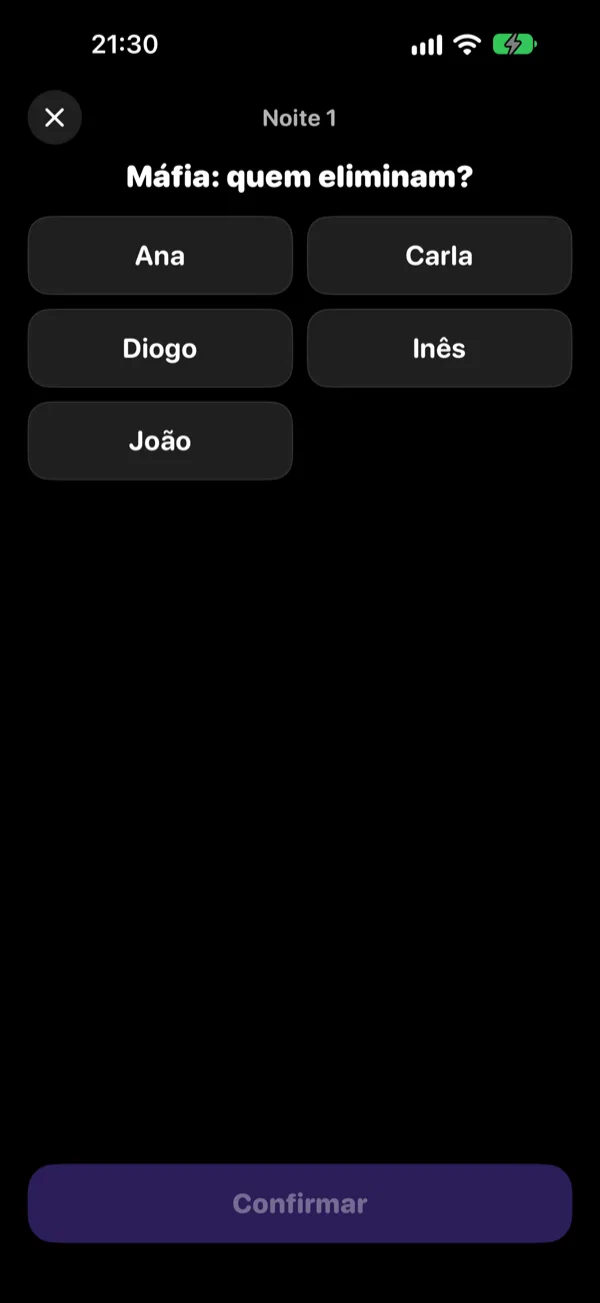 21:30
Noite 1
Máfia: quem eliminam?
Ana
Carla
Diogo
Inês
João
Confirmar